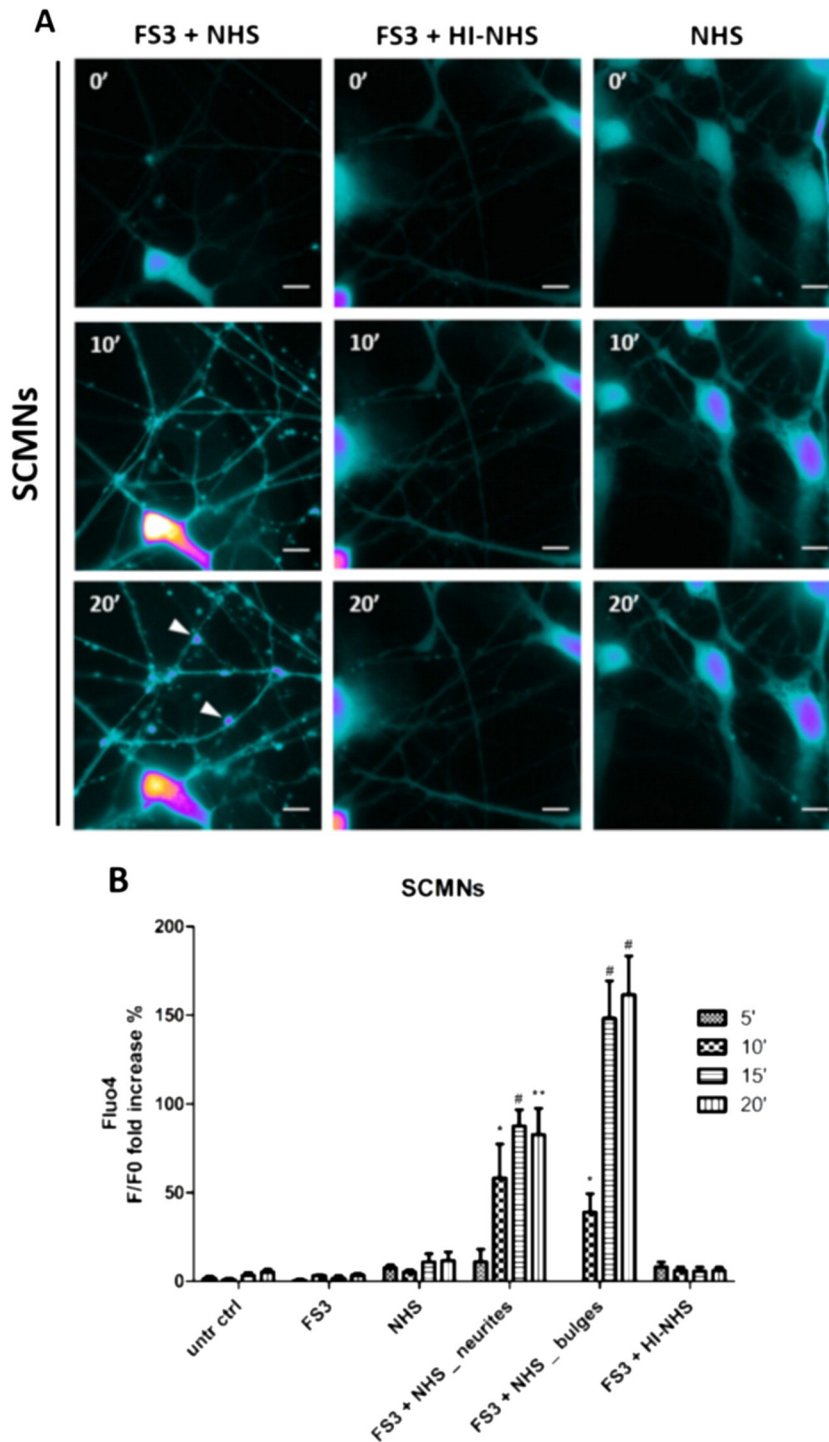 A
FS3 + NHS FS3 + HI-NHS NHS
SCMNs
0' 0' 0'
10' 10' 10'
20' 20' 20'
B
SCMNs
Fluo4
F/F0 fold increase %
200
150
100
50
0
* # **
* # #
5'
10'
15'
20'
untr ctrl
FS3
NHS
FS3 + NHS _ neurites
FS3 + NHS _ bulges
FS3 + HI-NHS